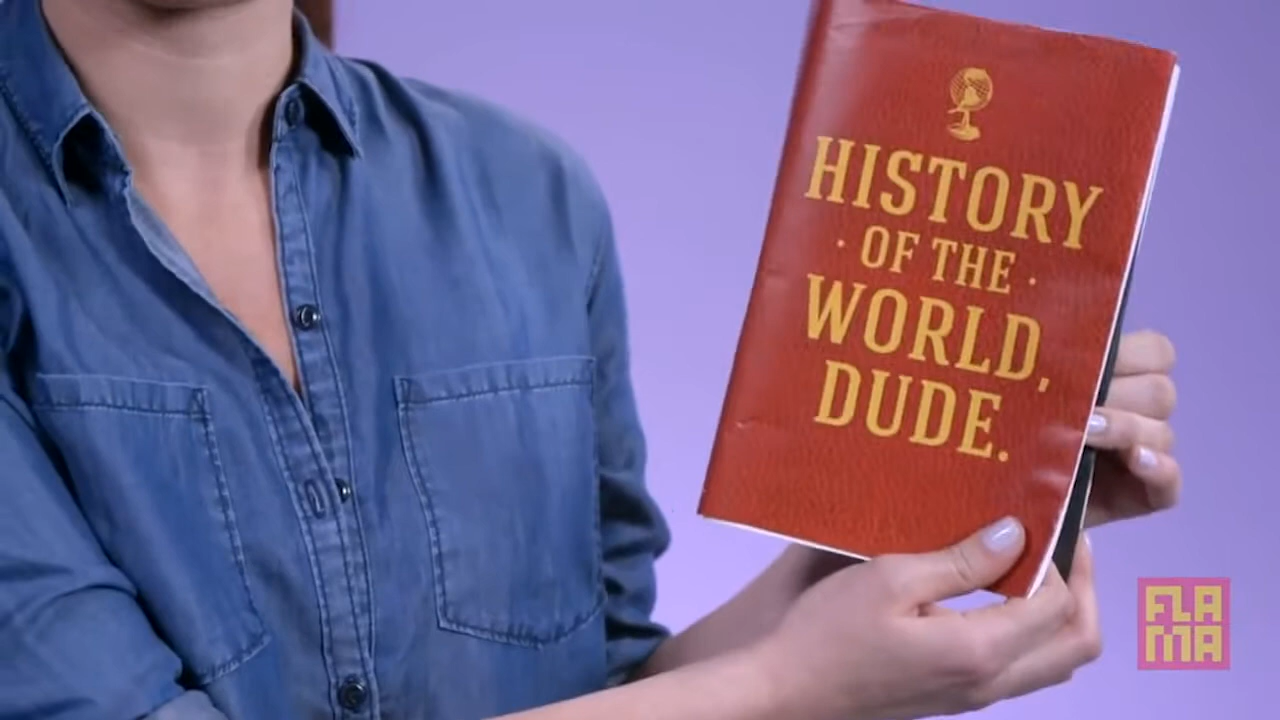 HISTORY
· OF THE ·
WORLD,
DUDE.
FLA
MA